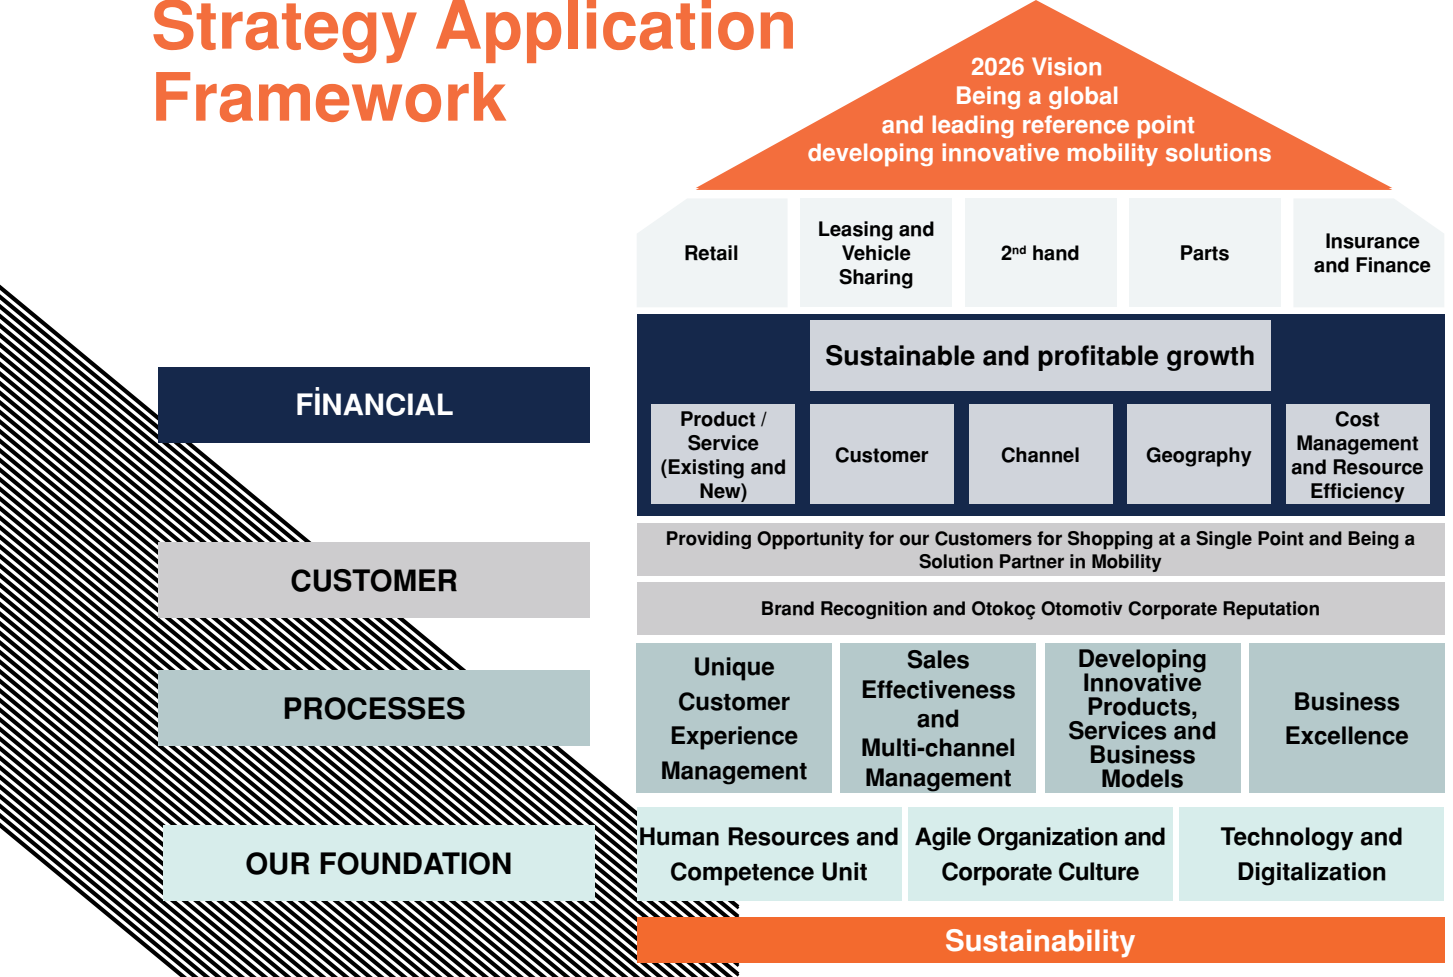 Strategy Application
Framework
2026 Vision
Being a global
and leading reference point
developing innovative mobility solutions
Retail
Leasing and
Vehicle
Sharing
2nd hand
Parts
Insurance
and Finance
FİNANCIAL
Sustainable and profitable growth
Product /
Service
(Existing and
New)
Customer
Channel
Geography
Cost
Management
and Resource
Efficiency
CUSTOMER
Providing Opportunity for our Customers for Shopping at a Single Point and Being a
Solution Partner in Mobility
Brand Recognition and Otokoç Otomotiv Corporate Reputation
PROCESSES
Unique
Customer
Experience
Management
Sales
Effectiveness
and
Multi-channel
Management
Developing
Innovative
Products,
Services and
Business
Models
Business
Excellence
OUR FOUNDATION
Human Resources and
Competence Unit
Agile Organization and
Corporate Culture
Technology and
Digitalization
Sustainability